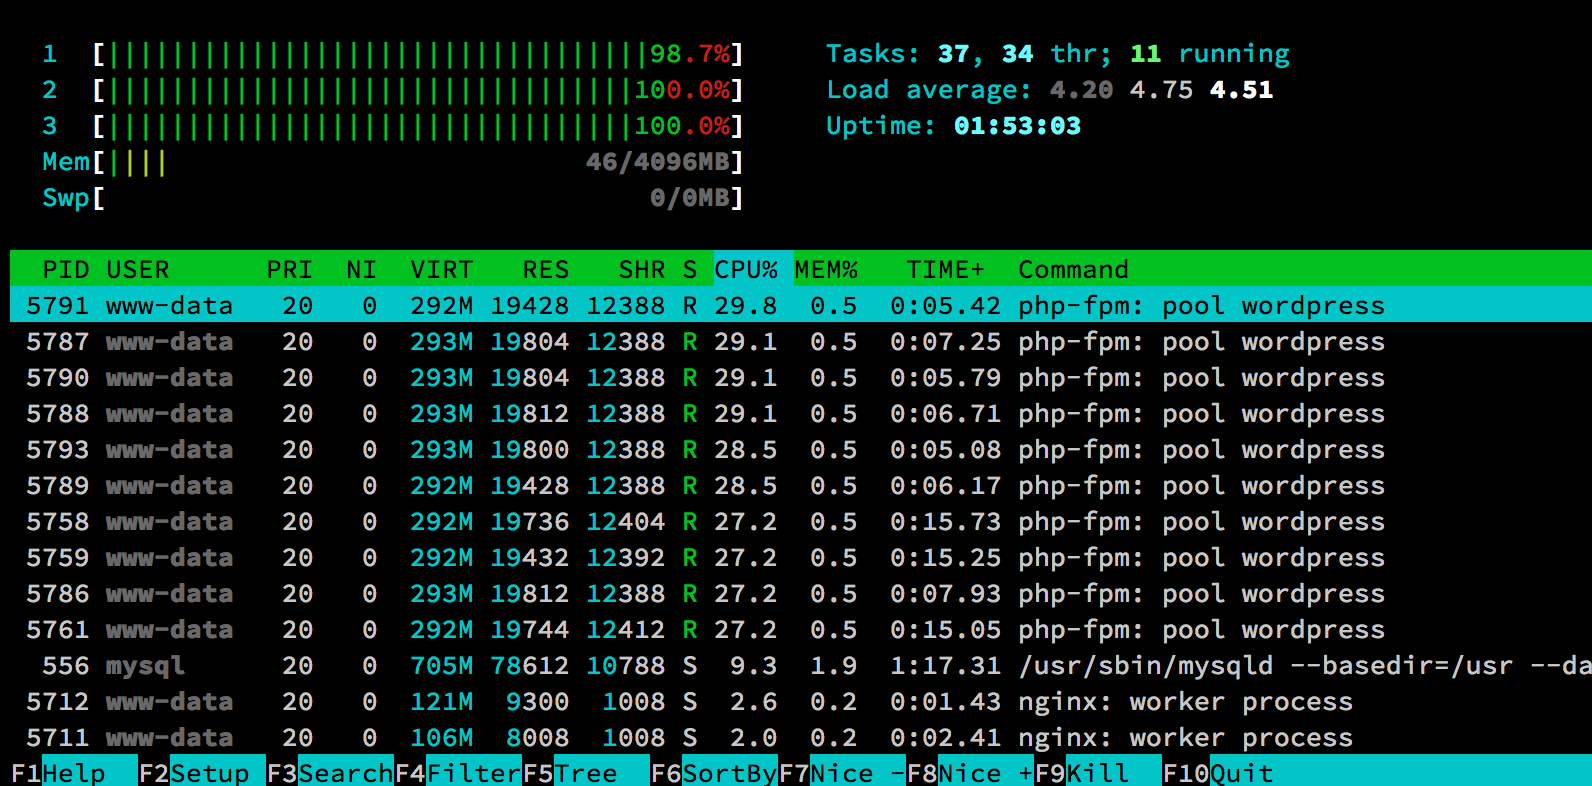 1 [||||||||||||||||||||||||||||||||||98.7%] Tasks: 37, 34 thr; 11 running
2 [|||||||||||||||||||||||||||||||||100.0%] Load average: 4.20 4.75 4.51
3 [|||||||||||||||||||||||||||||||||100.0%] Uptime: 01:53:03
Mem[|||| 46/4096MB]
Swp[ 0/0MB]
PID USER PRI NI VIRT RES SHR S CPU% MEM% TIME+ Command
5791 www-data 20 0 292M 19428 12388 R 29.8 0.5 0:05.42 php-fpm: pool wordpress
5787 www-data 20 0 293M 19804 12388 R 29.1 0.5 0:07.25 php-fpm: pool wordpress
5790 www-data 20 0 293M 19804 12388 R 29.1 0.5 0:05.79 php-fpm: pool wordpress
5788 www-data 20 0 293M 19812 12388 R 29.1 0.5 0:06.71 php-fpm: pool wordpress
5793 www-data 20 0 293M 19800 12388 R 28.5 0.5 0:05.08 php-fpm: pool wordpress
5789 www-data 20 0 292M 19428 12388 R 28.5 0.5 0:06.17 php-fpm: pool wordpress
5758 www-data 20 0 292M 19736 12404 R 27.2 0.5 0:15.73 php-fpm: pool wordpress
5759 www-data 20 0 292M 19432 12392 R 27.2 0.5 0:15.25 php-fpm: pool wordpress
5786 www-data 20 0 293M 19812 12388 R 27.2 0.5 0:07.93 php-fpm: pool wordpress
5761 www-data 20 0 292M 19744 12412 R 27.2 0.5 0:15.05 php-fpm: pool wordpress
556 mysql 20 0 705M 78612 10788 S 9.3 1.9 1:17.31 /usr/sbin/mysqld --basedir=/usr --da
5712 www-data 20 0 121M 9300 1008 S 2.6 0.2 0:01.43 nginx: worker process
5711 www-data 20 0 106M 8008 1008 S 2.0 0.2 0:02.41 nginx: worker process
F1Help F2Setup F3SearchF4FilterF5Tree F6SortByF7Nice -F8Nice +F9Kill F10Quit